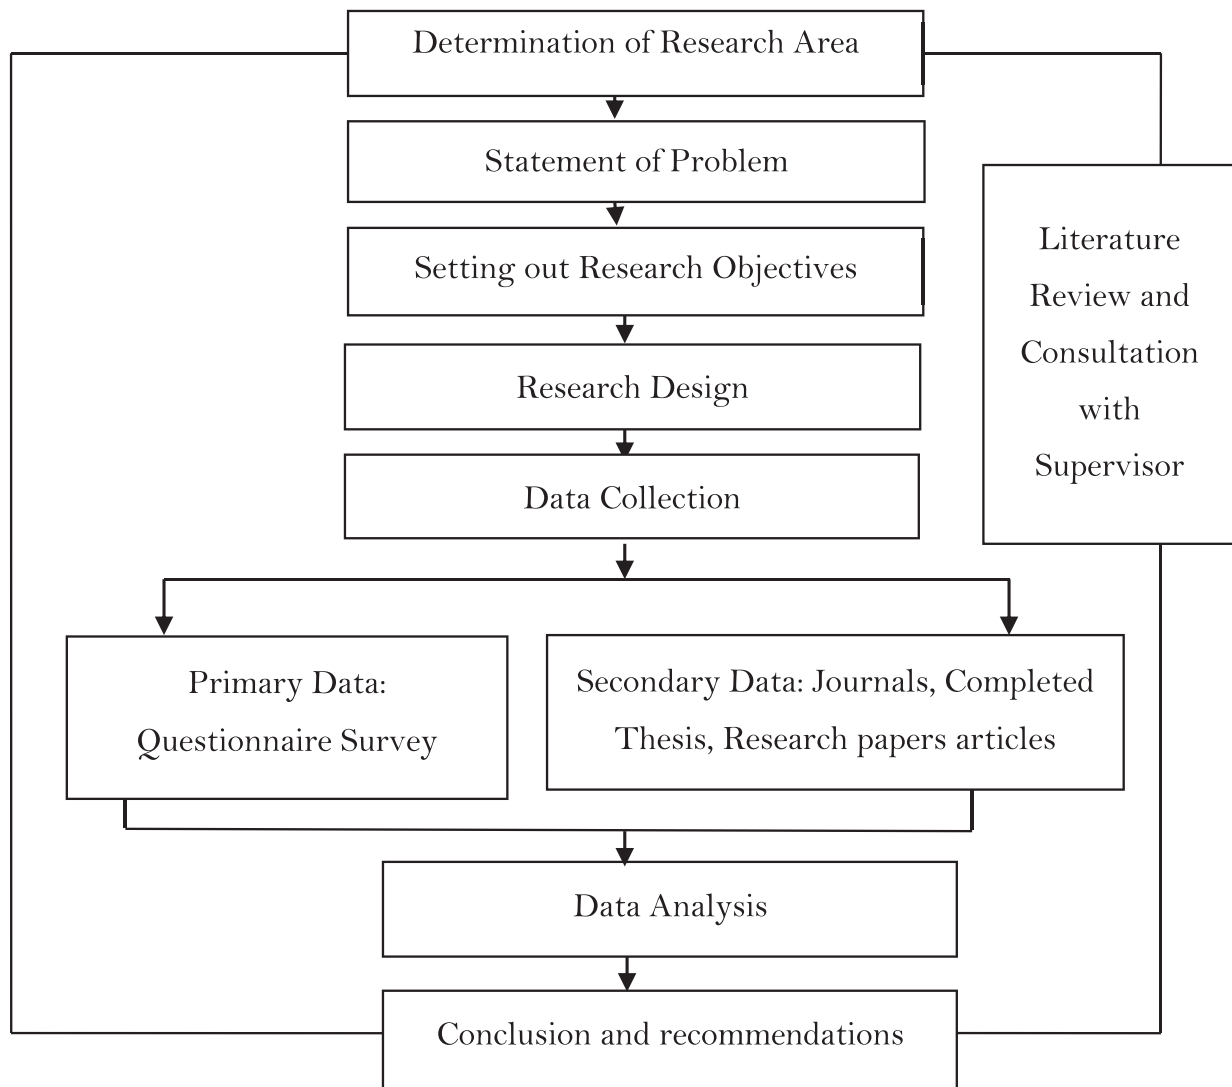 Determination of Research Area
Statement of Problem
Setting out Research Objectives
Research Design
Data Collection
Literature
Review and
Consultation
with
Supervisor
Primary Data:
Questionnaire Survey
Secondary Data: Journals, Completed
Thesis, Research papers articles
Data Analysis
Conclusion and recommendations